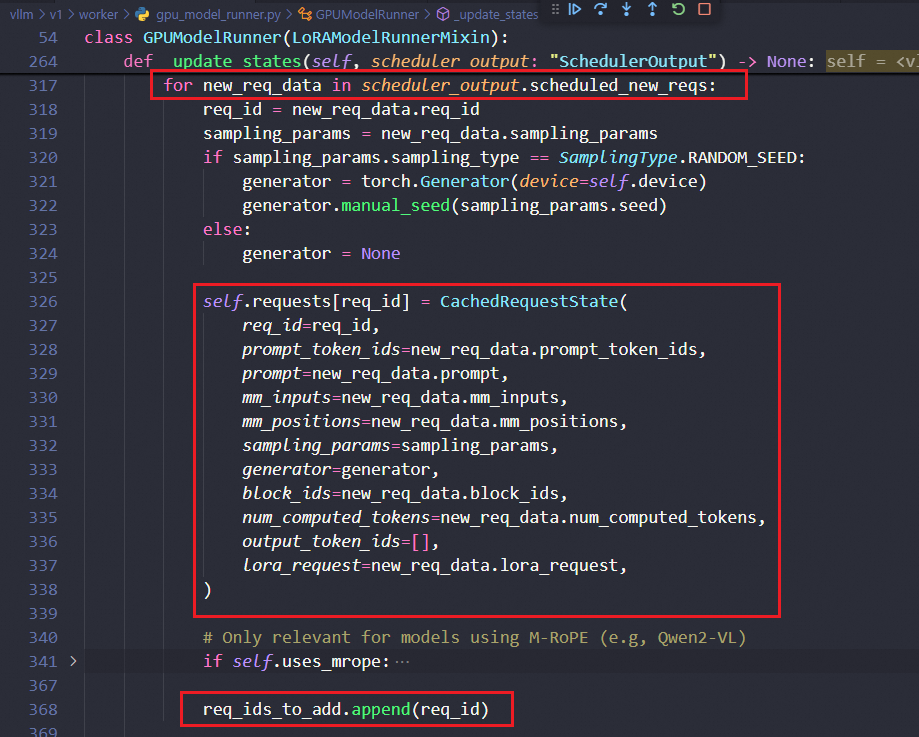 vllm > v1 > worker > gpu_model_runner.py > GPUModelRunner > _update_states
54 class GPUModelRunner(LoRAModelRunnerMixin):
264     def _update_states(self, scheduler_output: "SchedulerOutput") -> None: self = <vl
317         for new_req_data in scheduler_output.scheduled_new_reqs:
318             req_id = new_req_data.req_id
319             sampling_params = new_req_data.sampling_params
320             if sampling_params.sampling_type == SamplingType.RANDOM_SEED:
321                 generator = torch.Generator(device=self.device)
322                 generator.manual_seed(sampling_params.seed)
323             else:
324                 generator = None
325
326             self.requests[req_id] = CachedRequestState(
327                 req_id=req_id,
328                 prompt_token_ids=new_req_data.prompt_token_ids,
329                 prompt=new_req_data.prompt,
330                 mm_inputs=new_req_data.mm_inputs,
331                 mm_positions=new_req_data.mm_positions,
332                 sampling_params=sampling_params,
333                 generator=generator,
334                 block_ids=new_req_data.block_ids,
335                 num_computed_tokens=new_req_data.num_computed_tokens,
336                 output_token_ids=[],
337                 lora_request=new_req_data.lora_request,
338             )
339
340             # Only relevant for models using M-RoPE (e.g, Qwen2-VL)
341 >           if self.uses_mrope: ···
367
368             req_ids_to_add.append(req_id)
369